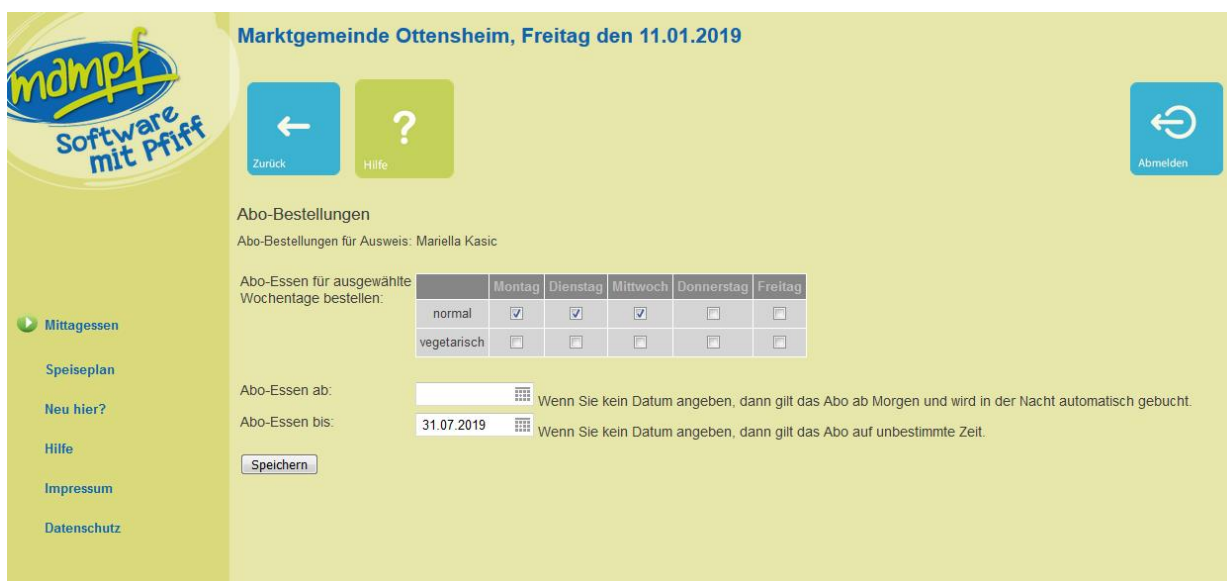 mampf
Software
mit Pfiff
Marktgemeinde Ottensheim, Freitag den 11.01.2019
Zurück
?
Hilfe
Abmelden
Abo-Bestellungen
Abo-Bestellungen für Ausweis: Mariella Kasic
Abo-Essen für ausgewählte
Wochentage bestellen:
Montag Dienstag Mittwoch Donnerstag Freitag
normal
vegetarisch
Abo-Essen ab: Wenn Sie kein Datum angeben, dann gilt das Abo ab Morgen und wird in der Nacht automatisch gebucht.
Abo-Essen bis: 31.07.2019 Wenn Sie kein Datum angeben, dann gilt das Abo auf unbestimmte Zeit.
Speichern
Mittagessen
Speiseplan
Neu hier?
Hilfe
Impressum
Datenschutz